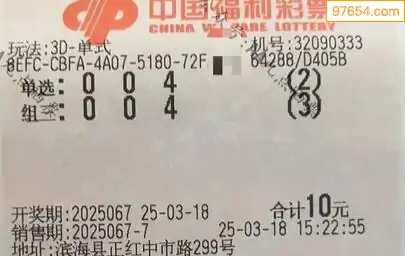 97654.com
中国福利彩票
CHINA WELFARE LOTTERY
玩法:3D-单式 机号:32090333
8EFC-CBFA-4A07-5180-72F 64288/D405B
单选: 0 0 4 (2)
组三: 0 0 4 (3)
合计10元
开奖期:2025067 25-03-18
销售期:2025067-7 25-03-18 15:22:55
地址:滨海县正红中市路299号